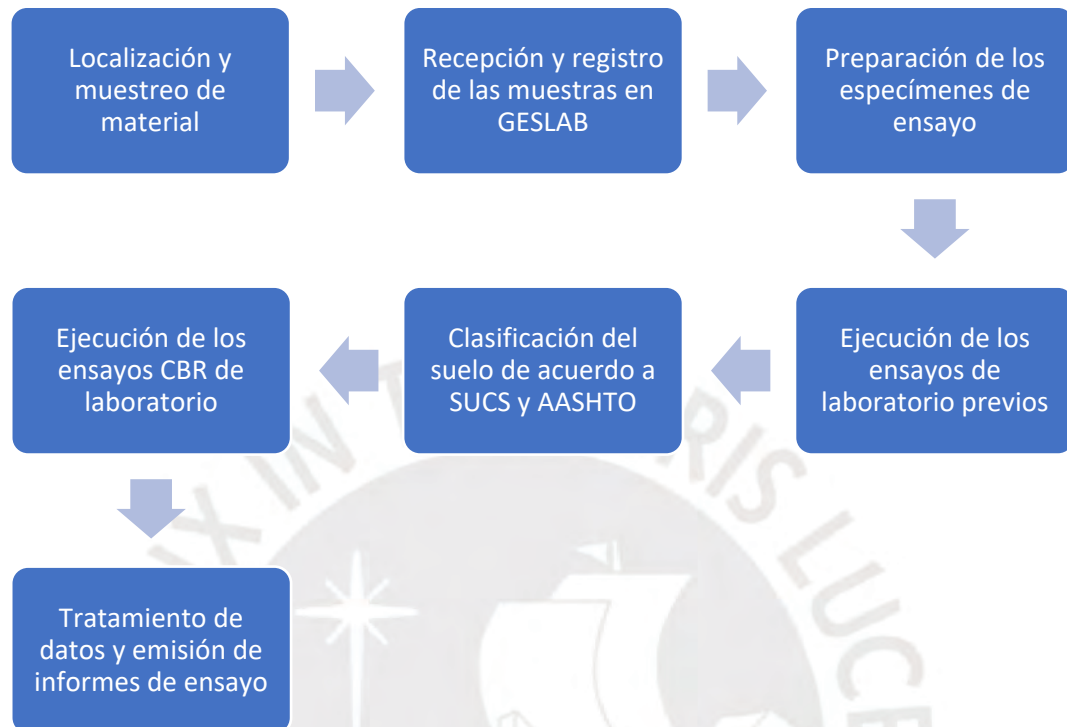 Localización y
muestreo de
material
Recepción y registro
de las muestras en
GESLAB
Preparación de los
especímenes de
ensayo
Ejecución de los
ensayos de
laboratorio previos
Clasificación del
suelo de acuerdo a
SUCS y AASHTO
Ejecución de los
ensayos CBR de
laboratorio
Tratamiento de
datos y emisión de
informes de ensayo